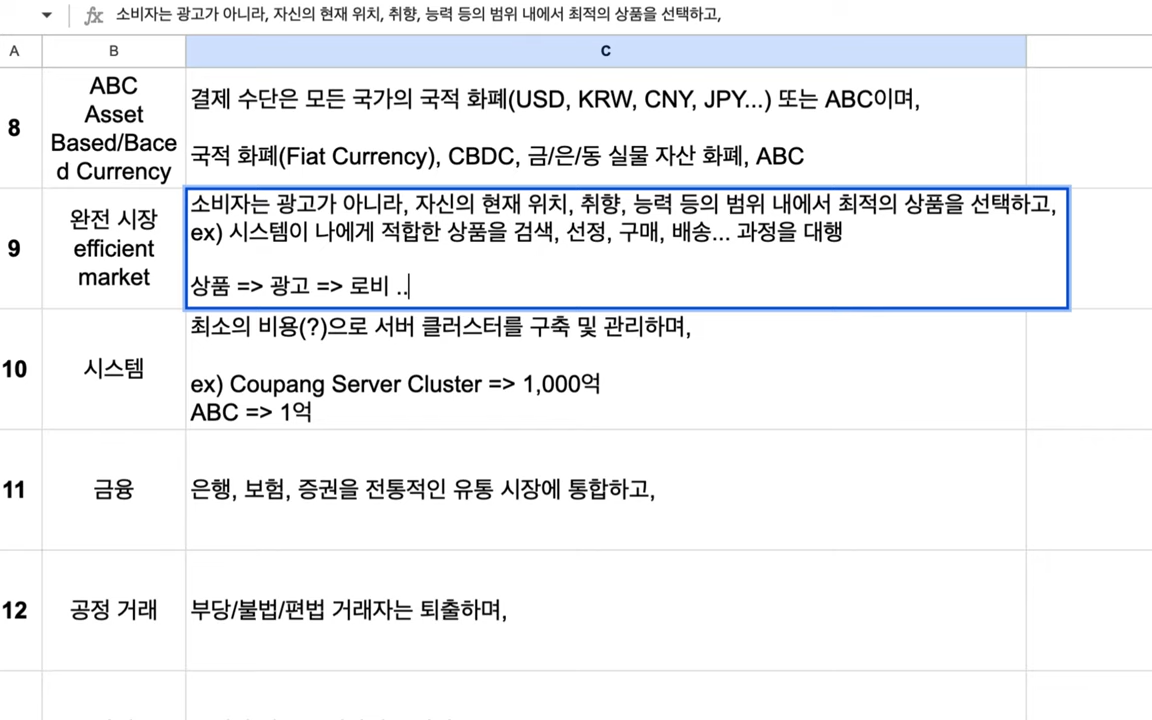 fx 소비자는 광고가 아니라, 자신의 현재 위치, 취향, 능력 등의 범위 내에서 최적의 상품을 선택하고,
A B C
8
ABC
Asset
Based/Bace
d Currency
결제 수단은 모든 국가의 국적 화폐(USD, KRW, CNY, JPY...) 또는 ABC이며,
국적 화폐(Fiat Currency), CBDC, 금/은/동 실물 자산 화폐, ABC
9
완전 시장
efficient
market
소비자는 광고가 아니라, 자신의 현재 위치, 취향, 능력 등의 범위 내에서 최적의 상품을 선택하고,
ex) 시스템이 나에게 적합한 상품을 검색, 선정, 구매, 배송... 과정을 대행
상품 => 광고 => 로비 ..
10
시스템
최소의 비용(?)으로 서버 클러스터를 구축 및 관리하며,
ex) Coupang Server Cluster => 1,000억
ABC => 1억
11
금융
은행, 보험, 증권을 전통적인 유통 시장에 통합하고,
12
공정 거래
부당/불법/편법 거래자는 퇴출하며,